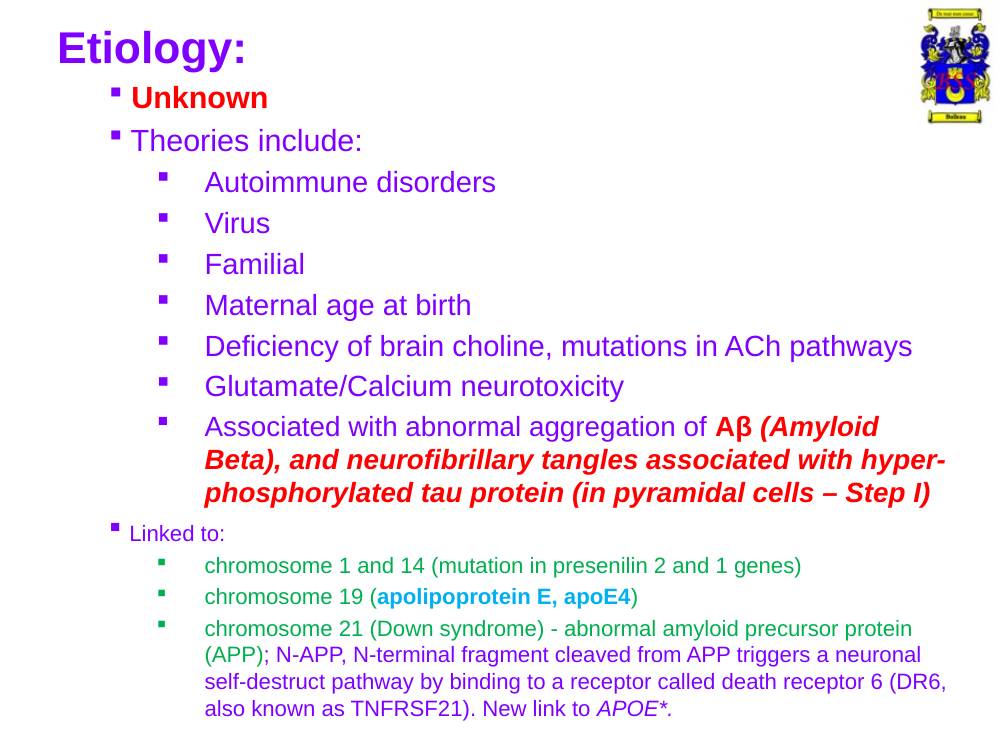 Etiology:
▪ Unknown
▪ Theories include:
▪ Autoimmune disorders
▪ Virus
▪ Familial
▪ Maternal age at birth
▪ Deficiency of brain choline, mutations in ACh pathways
▪ Glutamate/Calcium neurotoxicity
▪ Associated with abnormal aggregation of Aβ (Amyloid
Beta), and neurofibrillary tangles associated with hyper-
phosphorylated tau protein (in pyramidal cells – Step I)
▪ Linked to:
▪ chromosome 1 and 14 (mutation in presenilin 2 and 1 genes)
▪ chromosome 19 (apolipoprotein E, apoE4)
▪ chromosome 21 (Down syndrome) - abnormal amyloid precursor protein
(APP); N-APP, N-terminal fragment cleaved from APP triggers a neuronal
self-destruct pathway by binding to a receptor called death receptor 6 (DR6,
also known as TNFRSF21). New link to APOE*.